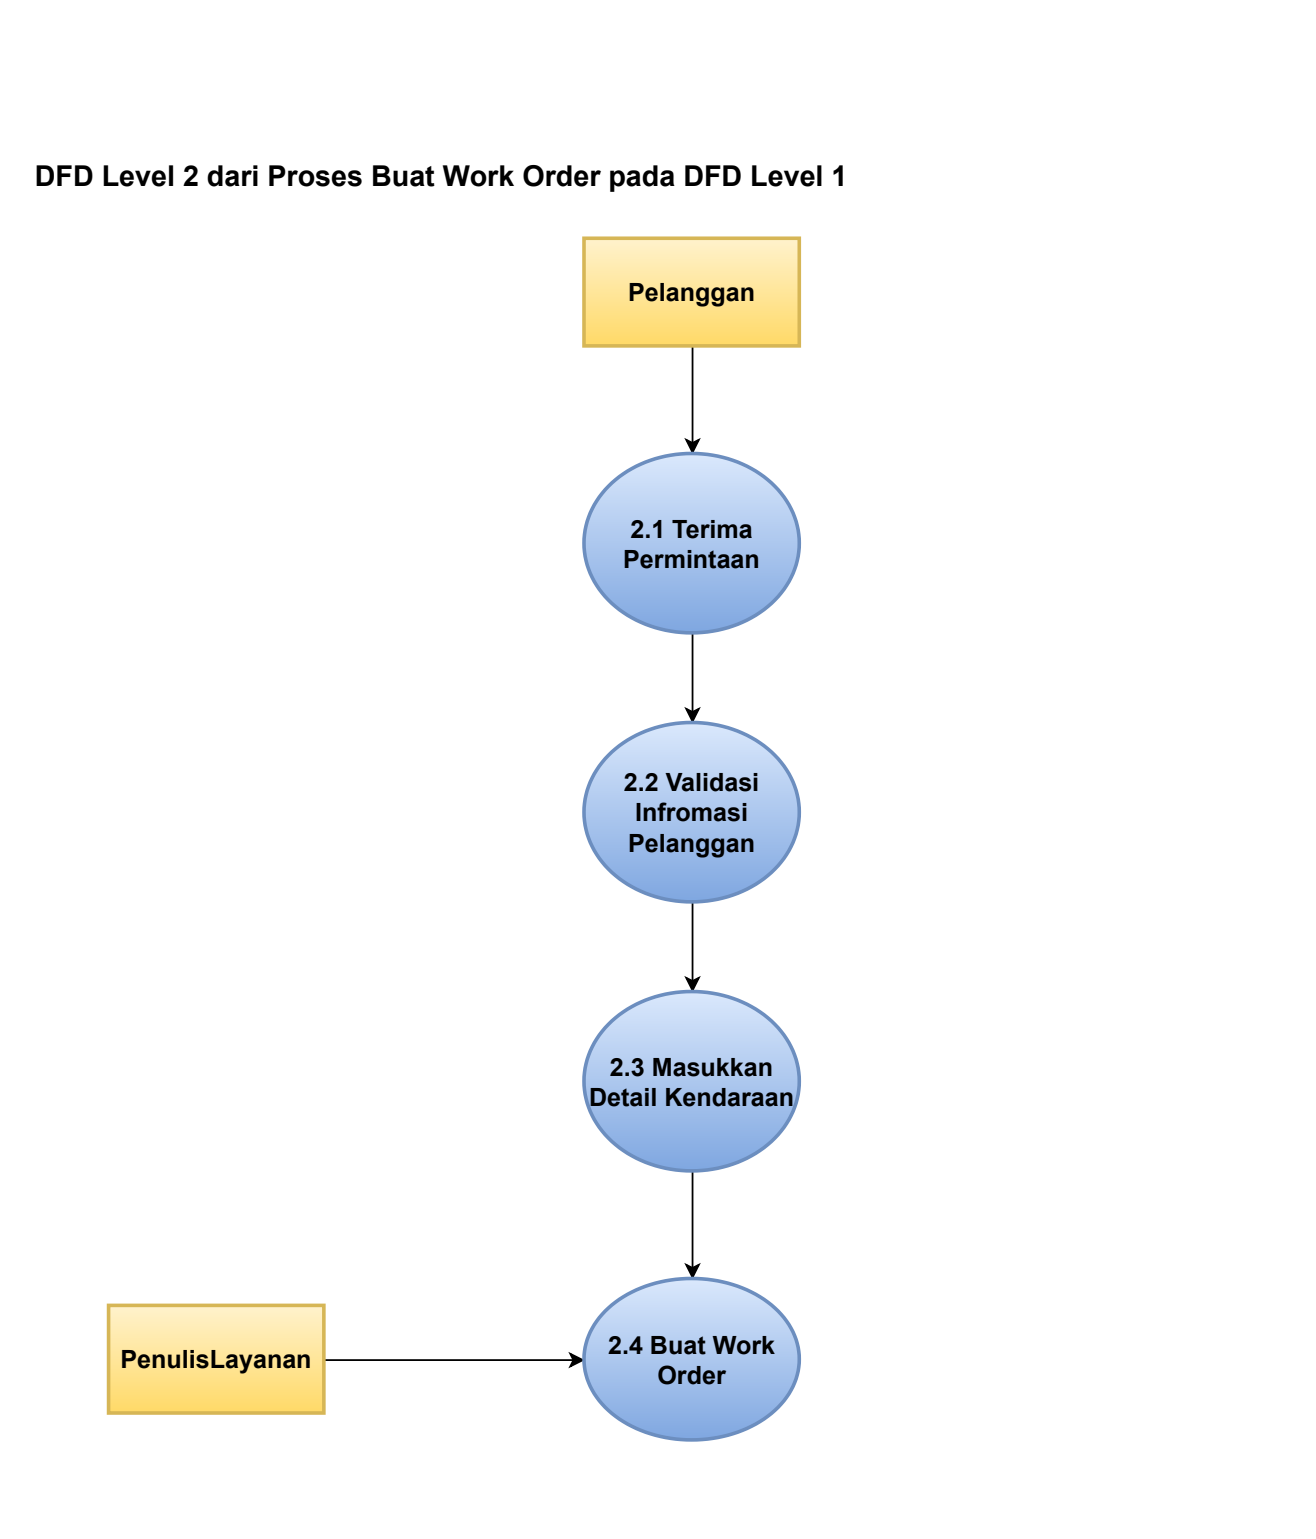 DFD Level 2 dari Proses Buat Work Order pada DFD Level 1
Pelanggan
2.1 Terima
Permintaan
2.2 Validasi
Infromasi
Pelanggan
2.3 Masukkan
Detail Kendaraan
PenulisLayanan
2.4 Buat Work
Order